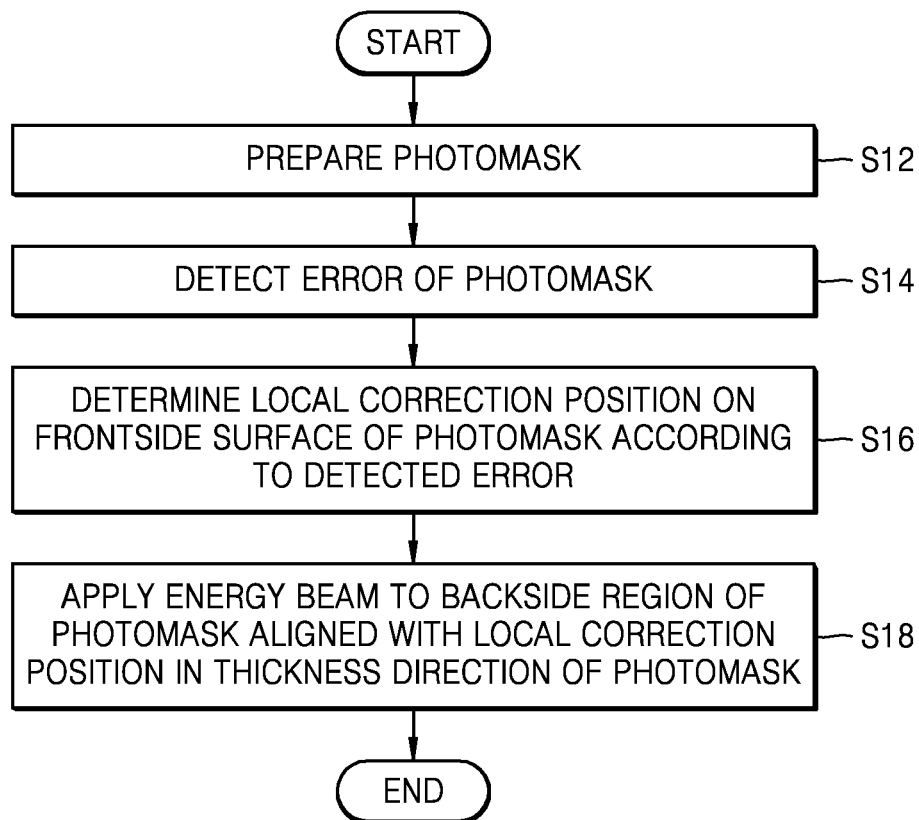 START
PREPARE PHOTOMASK
S12
DETECT ERROR OF PHOTOMASK
S14
DETERMINE LOCAL CORRECTION POSITION ON
FRONTSIDE SURFACE OF PHOTOMASK ACCORDING
TO DETECTED ERROR
S16
APPLY ENERGY BEAM TO BACKSIDE REGION OF
PHOTOMASK ALIGNED WITH LOCAL CORRECTION
POSITION IN THICKNESS DIRECTION OF PHOTOMASK
S18
END